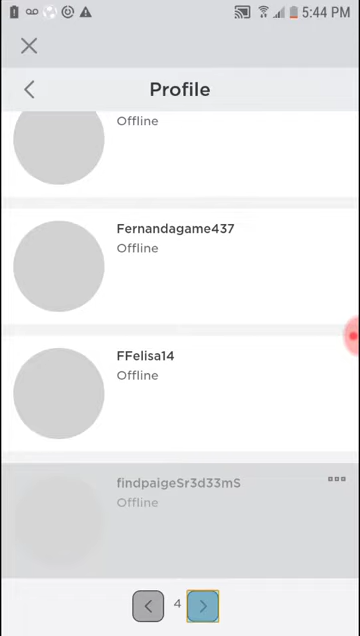 5:44 PM
Profile
Offline
Fernandagame437
Offline
FFelisa14
Offline
findpaigeSr3d33mS
Offline
4